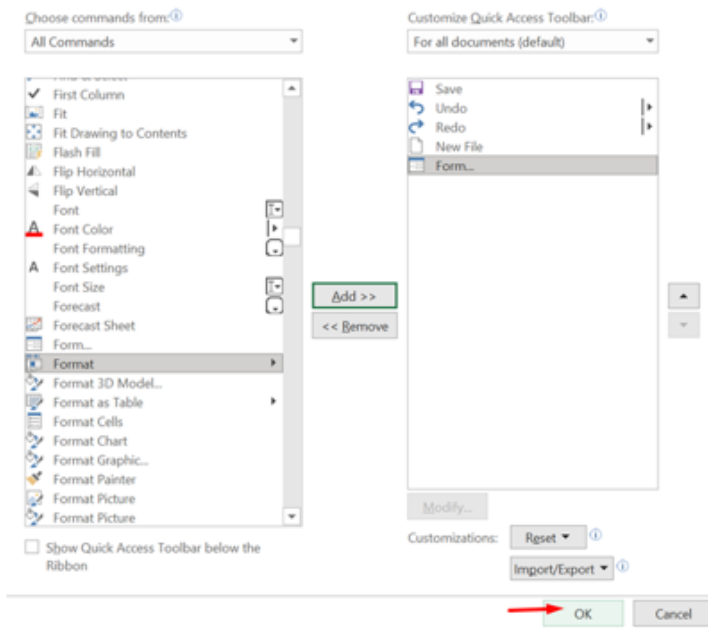 Choose commands from:
All Commands
First Column
Fit
Fit Drawing to Contents
Flash Fill
Flip Horizontal
Flip Vertical
Font
Font Color
Font Formatting
Font Settings
Font Size
Forecast
Forecast Sheet
Form...
Format
Format 3D Model...
Format as Table
Format Cells
Format Chart
Format Graphic...
Format Painter
Format Picture
Format Picture
Show Quick Access Toolbar below the
Ribbon
Add >>
<< Remove
Customize Quick Access Toolbar:
For all documents (default)
Save
Undo
Redo
New File
Form...
Modify...
Customizations:
Reset
Import/Export
OK
Cancel